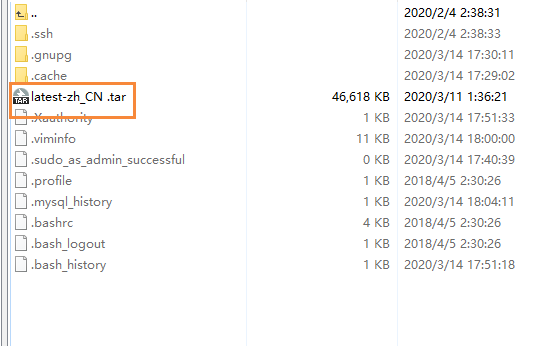 .. 2020/2/4 2:38:31
.ssh 2020/2/4 2:38:33
.gnupg 2020/3/14 17:30:11
.cache 2020/3/14 17:29:02
TAR latest-zh_CN .tar 46,618 KB 2020/3/11 1:36:21
.Xauthority 1 KB 2020/3/14 17:51:33
.viminfo 11 KB 2020/3/14 18:00:00
.sudo_as_admin_successful 0 KB 2020/3/14 17:40:39
.profile 1 KB 2018/4/5 2:30:26
.mysql_history 1 KB 2020/3/14 18:04:11
.bashrc 4 KB 2018/4/5 2:30:26
.bash_logout 1 KB 2018/4/5 2:30:26
.bash_history 1 KB 2020/3/14 17:51:18